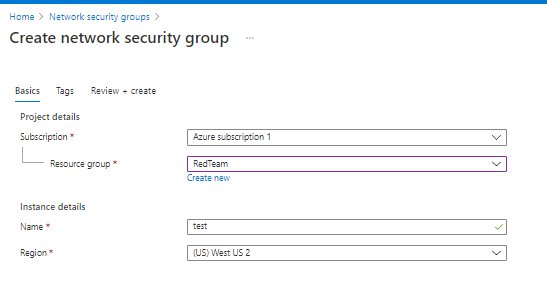 Home > Network security groups >
Create network security group ...
Basics Tags Review + create
Project details
Subscription * Azure subscription 1
Resource group * RedTeam
Create new
Instance details
Name * test
Region * (US) West US 2